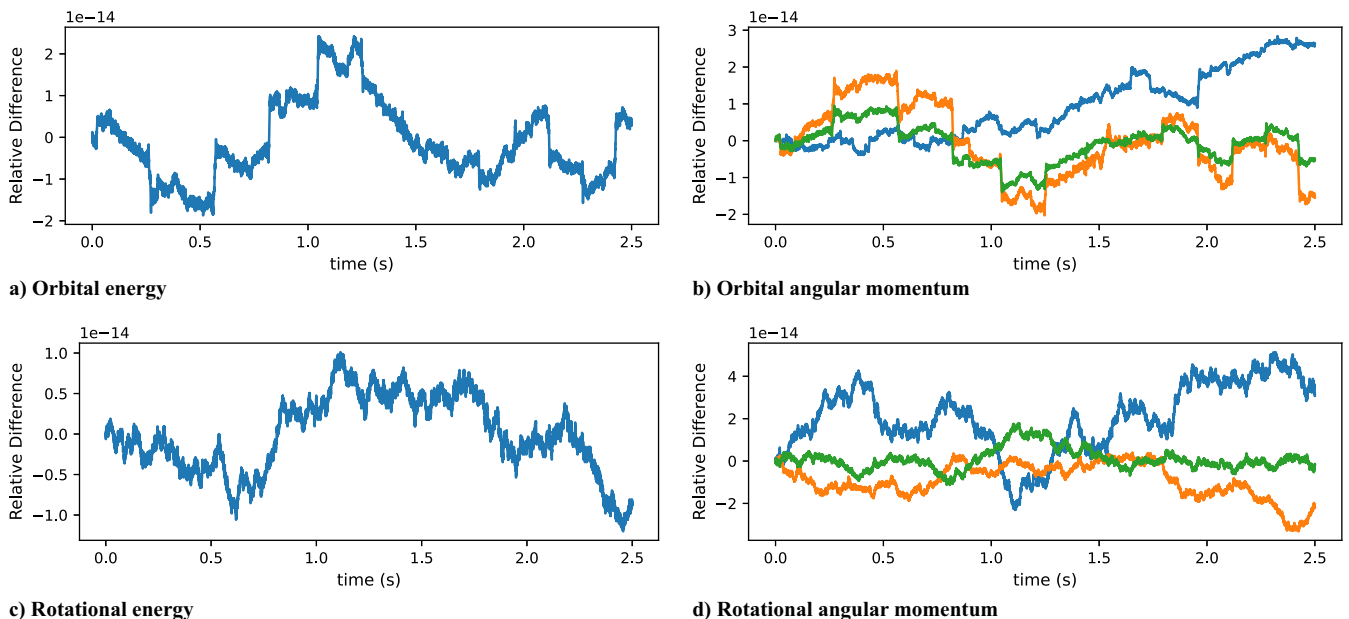 1e−14
Relative Difference
2
1
0
−1
−2
0.0 0.5 1.0 1.5 2.0 2.5
time (s)
a) Orbital energy
1e−14
Relative Difference
3
2
1
0
−1
−2
0.0 0.5 1.0 1.5 2.0 2.5
time (s)
b) Orbital angular momentum
1e−14
Relative Difference
1.0
0.5
0.0
−0.5
−1.0
0.0 0.5 1.0 1.5 2.0 2.5
time (s)
c) Rotational energy
1e−14
Relative Difference
4
2
0
−2
0.0 0.5 1.0 1.5 2.0 2.5
time (s)
d) Rotational angular momentum